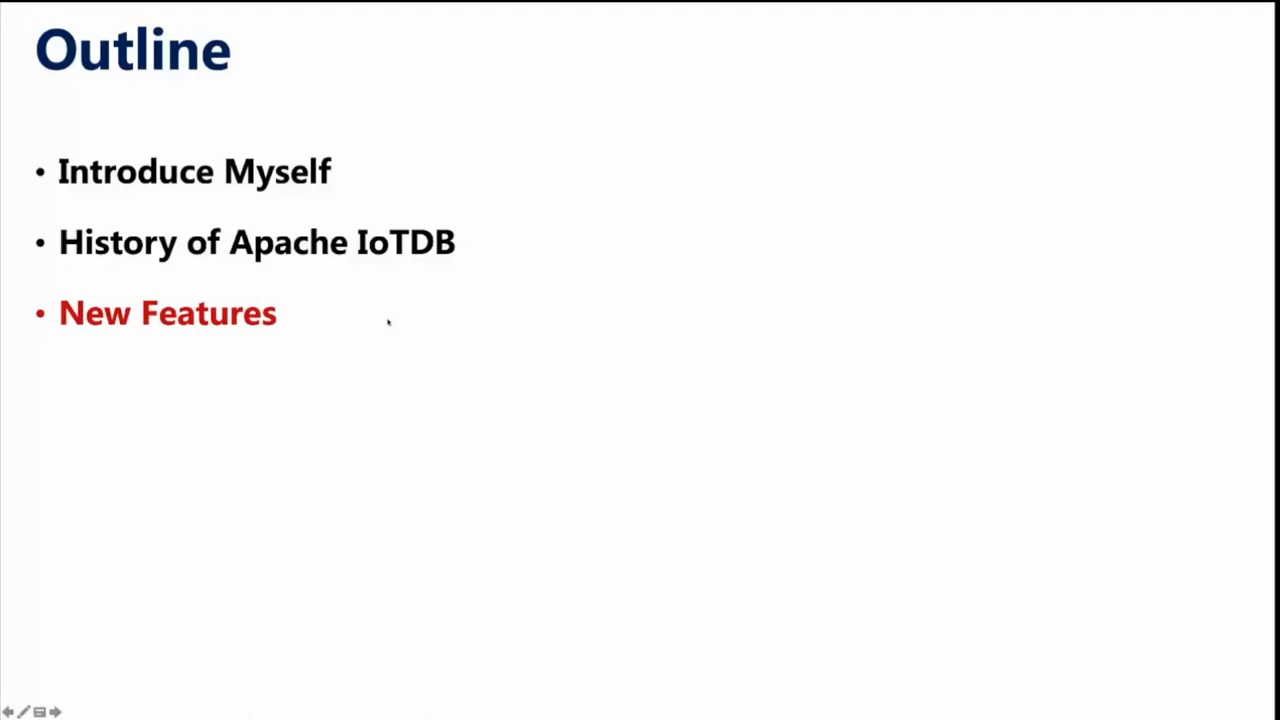 Outline
• Introduce Myself
• History of Apache IoTDB
• New Features